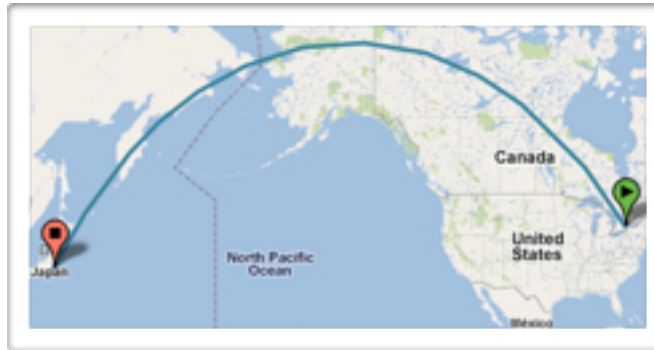 Canada
United
States
North Pacific
Ocean
Japan
México